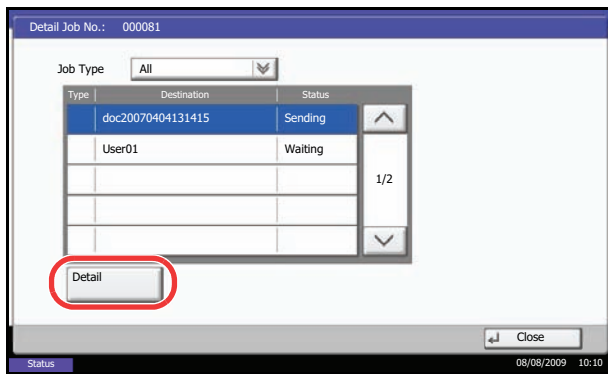 Detail Job No.: 000081
Job Type All
Type Destination Status
doc20070404131415 Sending
User01 Waiting
1/2
Detail
Close
Status 08/08/2009 10:10